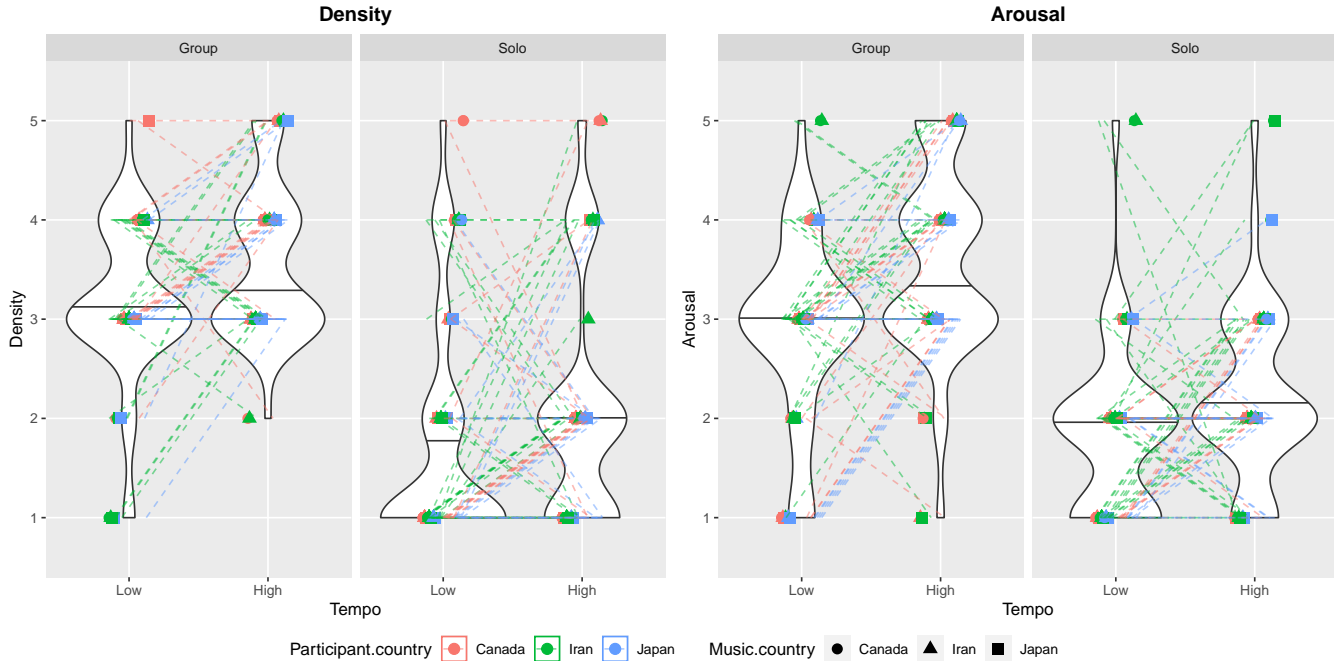 Density
Arousal
Group
Solo
Group
Solo
Density
5
4
3
2
1
Low
High
Low
High
Tempo
Arousal
5
4
3
2
1
Low
High
Low
High
Tempo
Participant.country Canada Iran Japan Music.country Canada Iran Japan